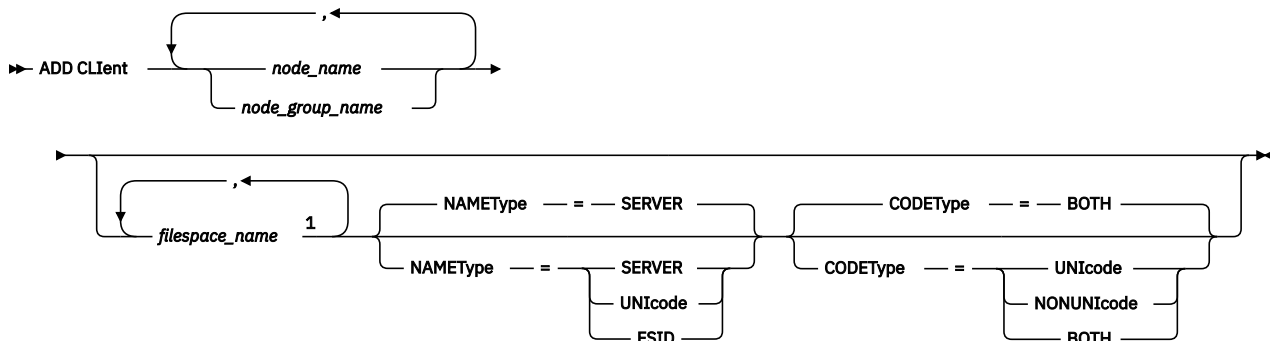 ,
ADD CLIent node_name
node_group_name
,
filespace_name 1
NAMEType = SERVER
CODEType = BOTH
NAMEType = SERVER
UNIcode
FSID
CODEType = UNIcode
NONUNIcode
BOTH